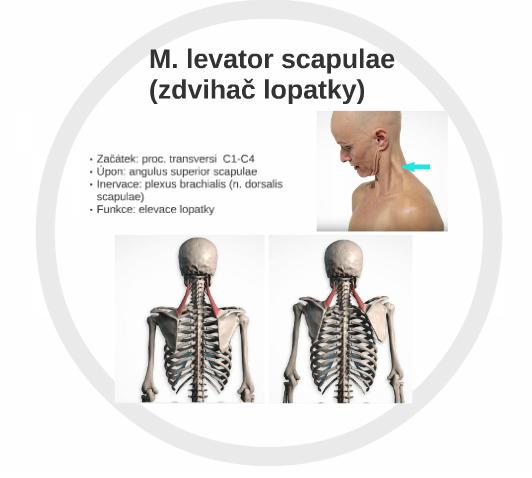 M. levator scapulae
(zdvihač lopatky)
• Začátek: proc. transversi C1-C4
• Úpon: angulus superior scapulae
• Inervace: plexus brachialis (n. dorsalis
scapulae)
• Funkce: elevace lopatky